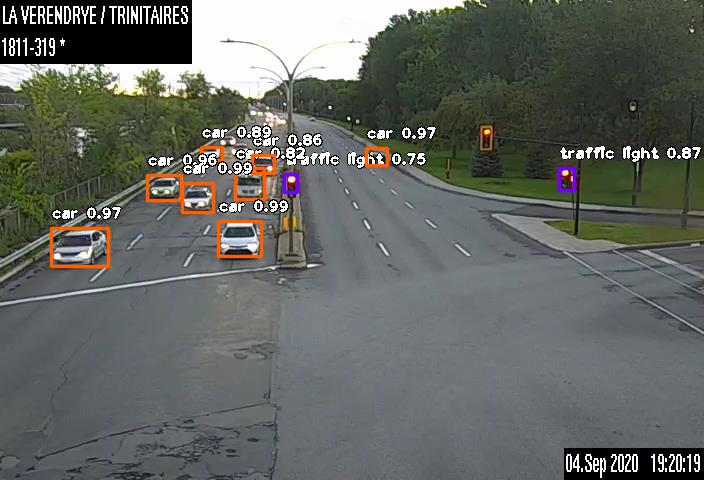 LA VERENDRYE / TRINITAIRES
1811-319 *
car 0.89
car 0.86
car 0.97
car 0.82
traffic light 0.75
traffic light 0.87
car 0.96
car 0.99
car 0.97
car 0.99
04.Sep 2020 19:20:19